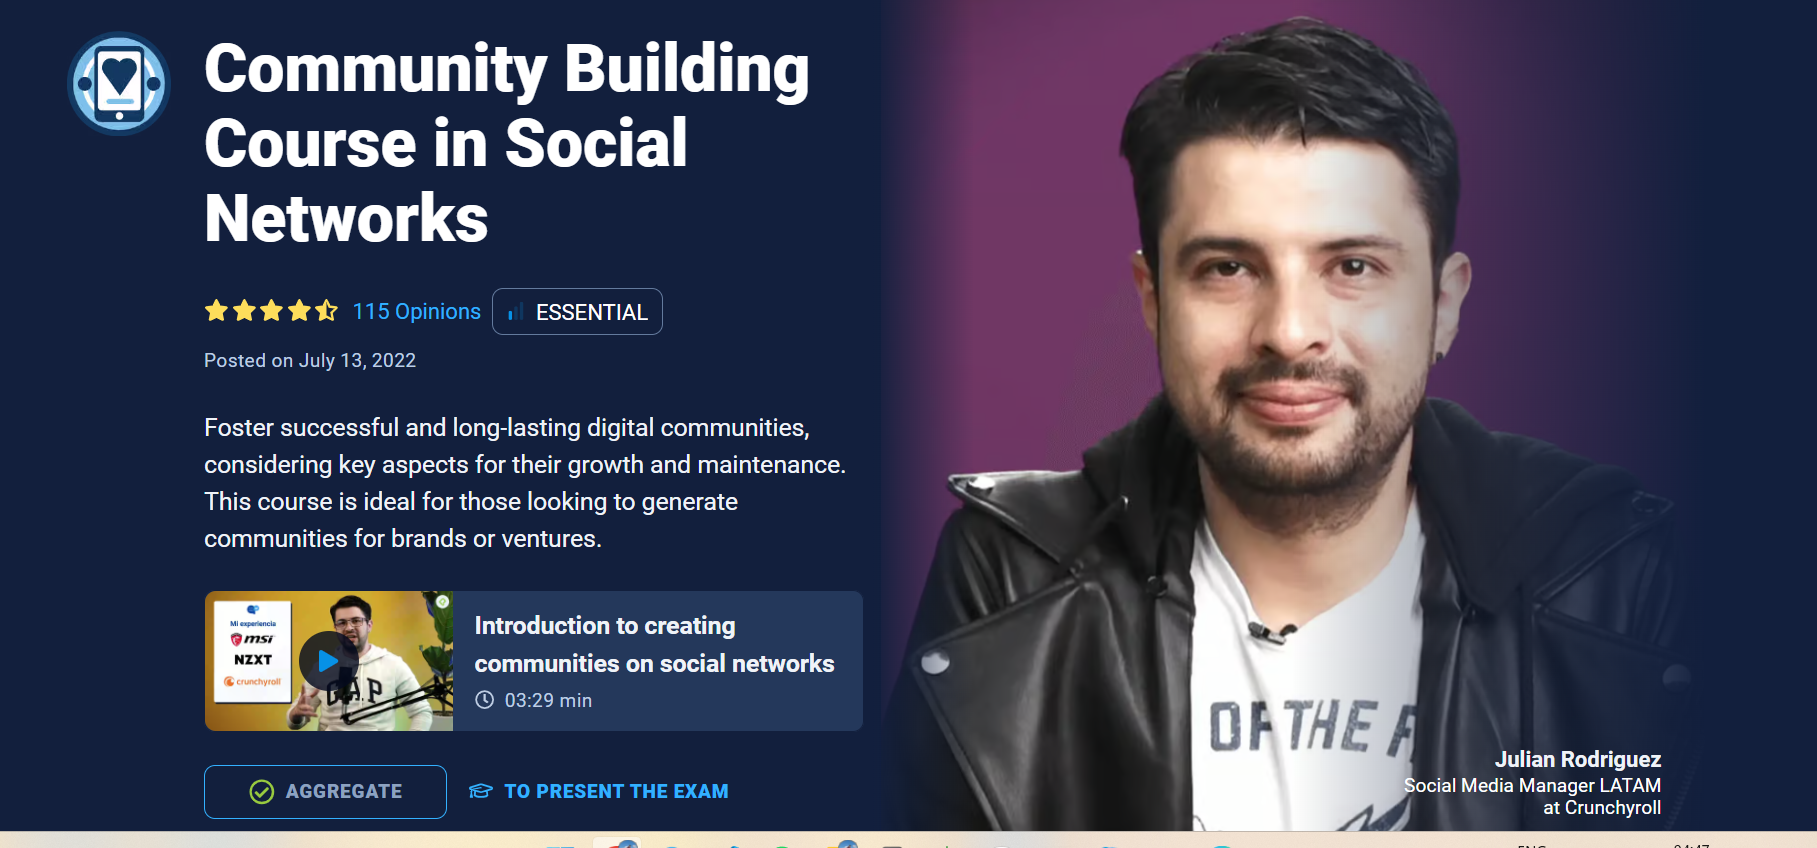 Community Building
Course in Social
Networks
115 Opinions
ESSENTIAL
Posted on July 13, 2022
Foster successful and long-lasting digital communities,
considering key aspects for their growth and maintenance.
This course is ideal for those looking to generate
communities for brands or ventures.
Mi experiencia
msi
NZXT
crunchyroll
GAP
Introduction to creating
communities on social networks
03:29 min
AGGREGATE
TO PRESENT THE EXAM
OF THE
Julian Rodriguez
Social Media Manager LATAM
at Crunchyroll